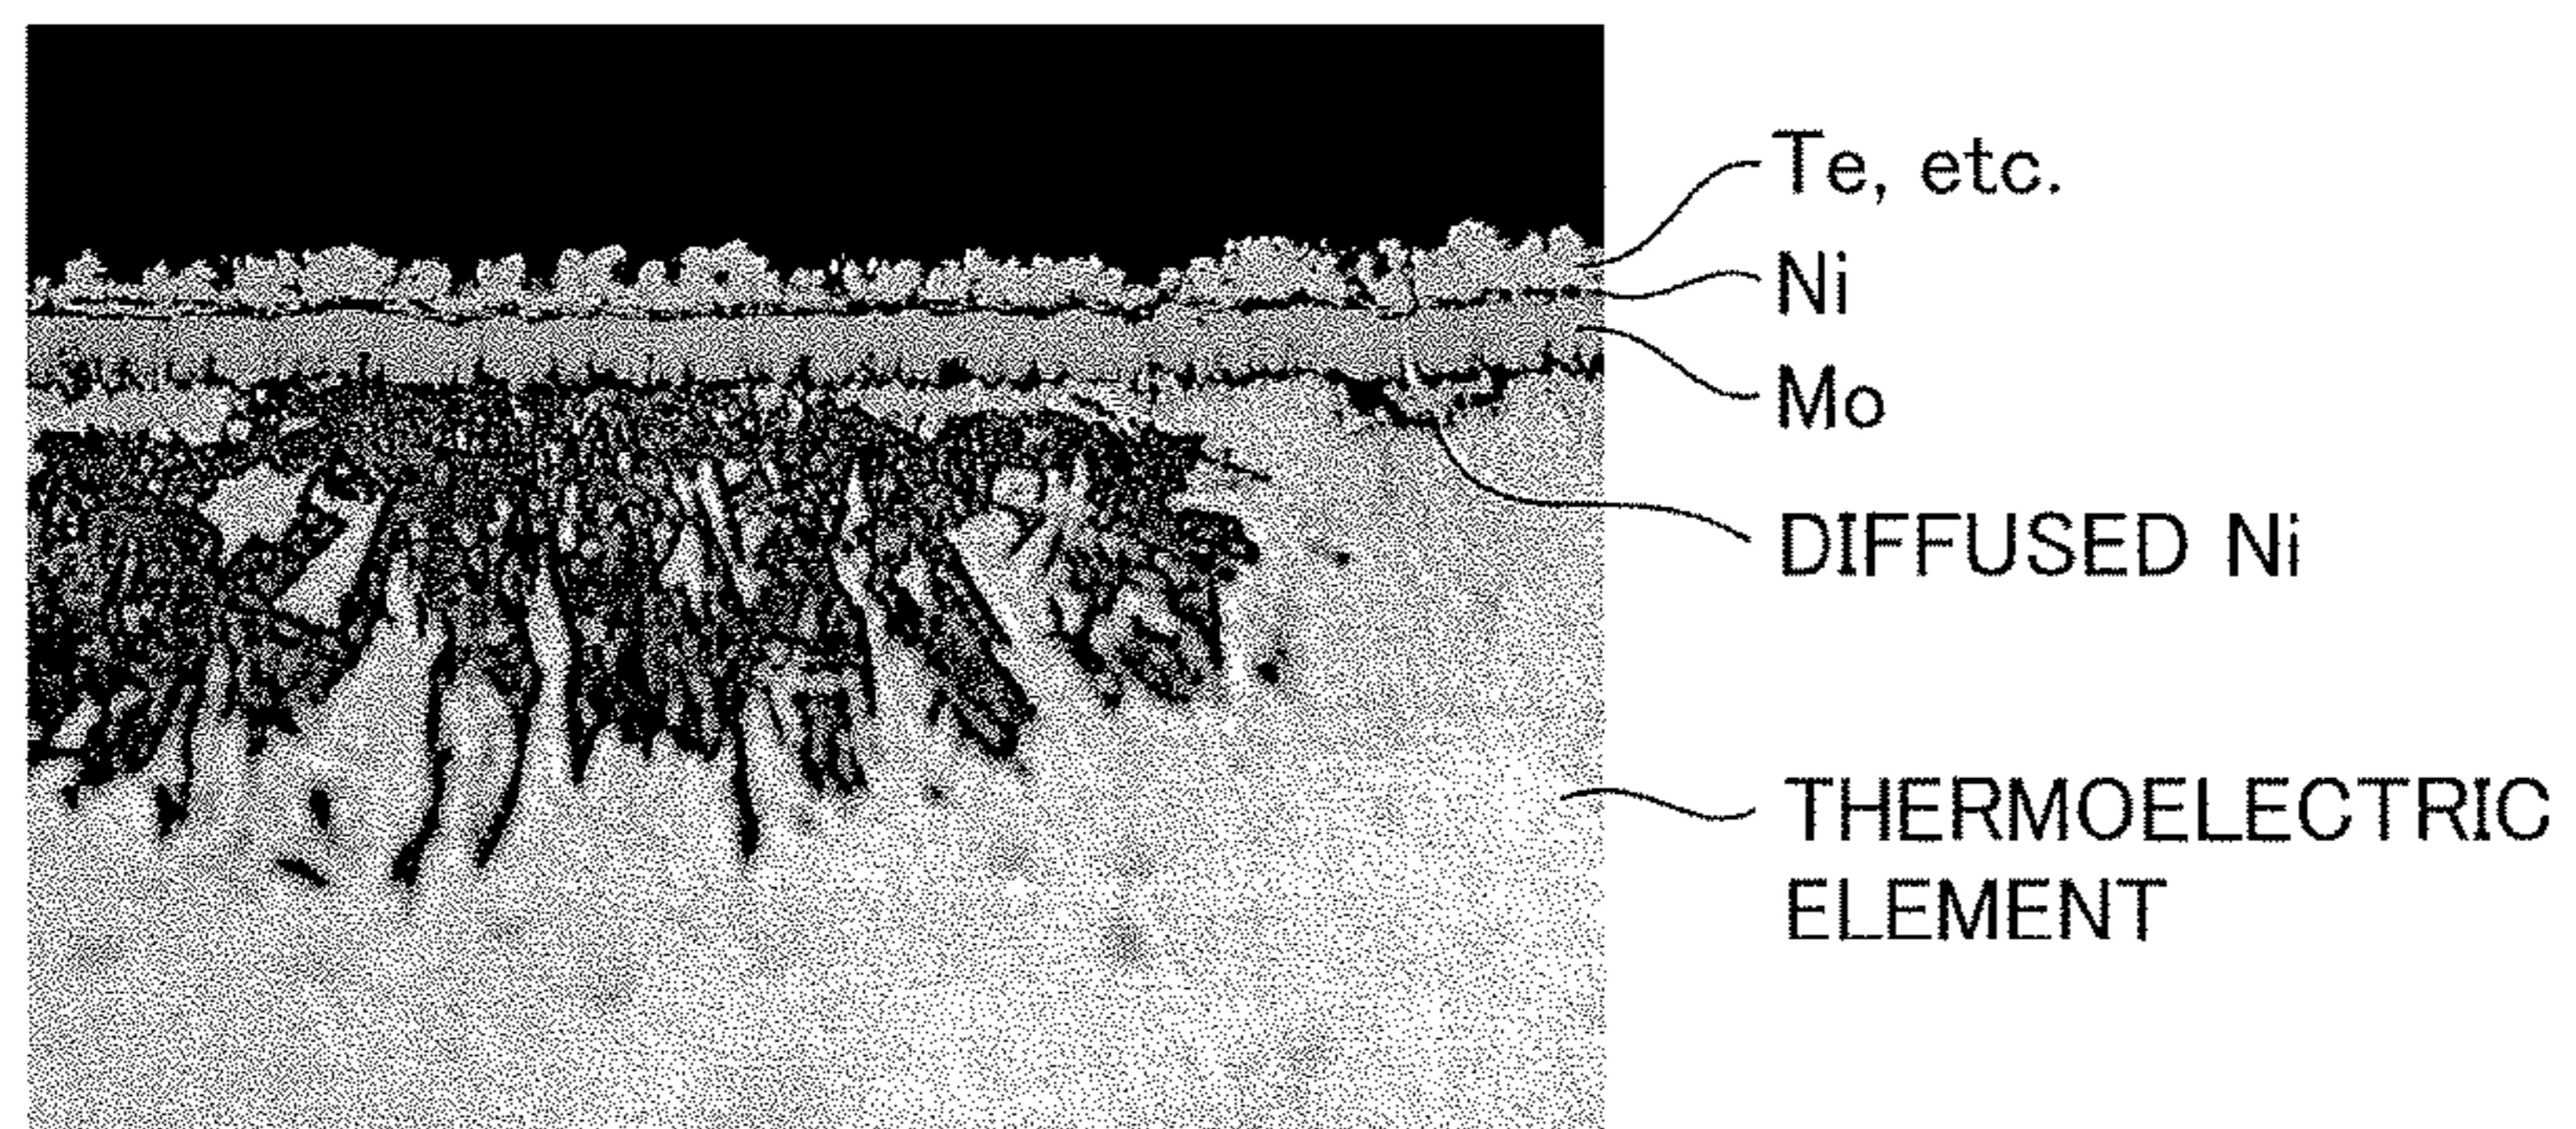 Te, etc.
Ni
Mo
DIFFUSED Ni
THERMOELECTRIC
ELEMENT